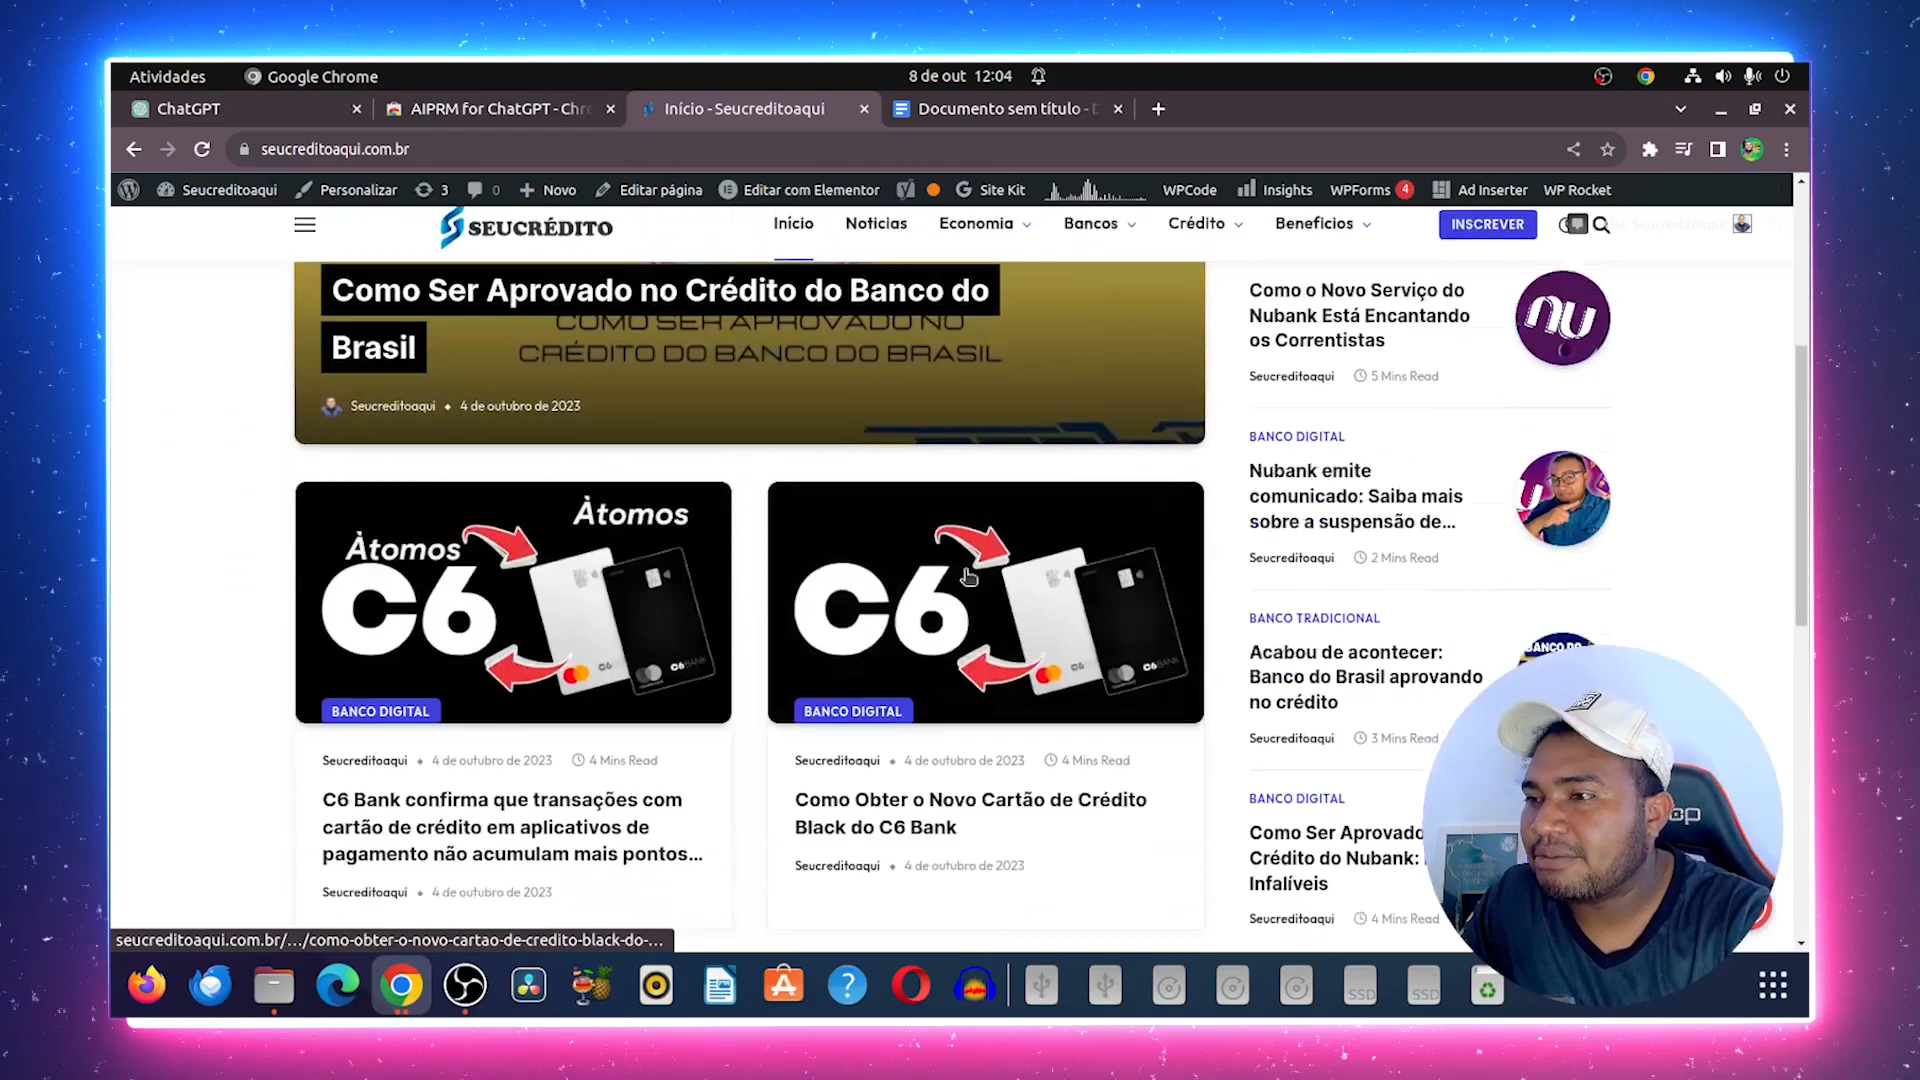 Atividades
Google Chrome
8 de out 12:04
ChatGPT
AIPRM for ChatGPT - Chr
Início - Seucreditoaqui
Documento sem título - D
seucreditoaqui.com.br
Seucreditoaqui
Personalizar
3
0
Novo
Editar página
Editar com Elementor
Site Kit
WPCode
Insights
WPForms 4
Ad Inserter
WP Rocket
SEUCRÉDITO
Início
Noticias
Economia
Bancos
Crédito
Beneficios
INSCREVER
Como Ser Aprovado no Crédito do Banco do
Brasil
COMO SER APROVADO NO
CRÉDITO DO BANCO DO BRASIL
Seucreditoaqui
4 de outubro de 2023
Àtomos
Àtomos
C6
C6BANK
BANCO DIGITAL
Seucreditoaqui
4 de outubro de 2023
4 Mins Read
C6 Bank confirma que transações com
cartão de crédito em aplicativos de
pagamento não acumulam mais pontos...
Seucreditoaqui
4 de outubro de 2023
C6
C6BANK
BANCO DIGITAL
Seucreditoaqui
4 de outubro de 2023
4 Mins Read
Como Obter o Novo Cartão de Crédito
Black do C6 Bank
Seucreditoaqui
4 de outubro de 2023
Como o Novo Serviço do
Nubank Está Encantando
os Correntistas
nu
Seucreditoaqui
5 Mins Read
BANCO DIGITAL
Nubank emite
comunicado: Saiba mais
sobre a suspensão de...
Seucreditoaqui
2 Mins Read
BANCO TRADICIONAL
Acabou de acontecer:
Banco do Brasil aprovando
no crédito
BANCO DO
Seucreditoaqui
3 Mins Read
BANCO DIGITAL
Como Ser Aprovado
Crédito do Nubank:
Infalíveis
Seucreditoaqui
4 Mins Read
seucreditoaqui.com.br/.../como-obter-o-novo-cartao-de-credito-black-do-...
SSD
SSD